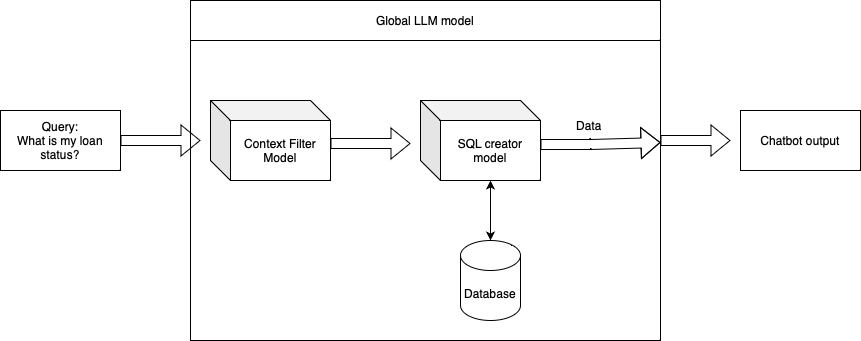 Global LLM model
Query:
What is my loan
status?
Context Filter
Model
SQL creator
model
Data
Chatbot output
Database